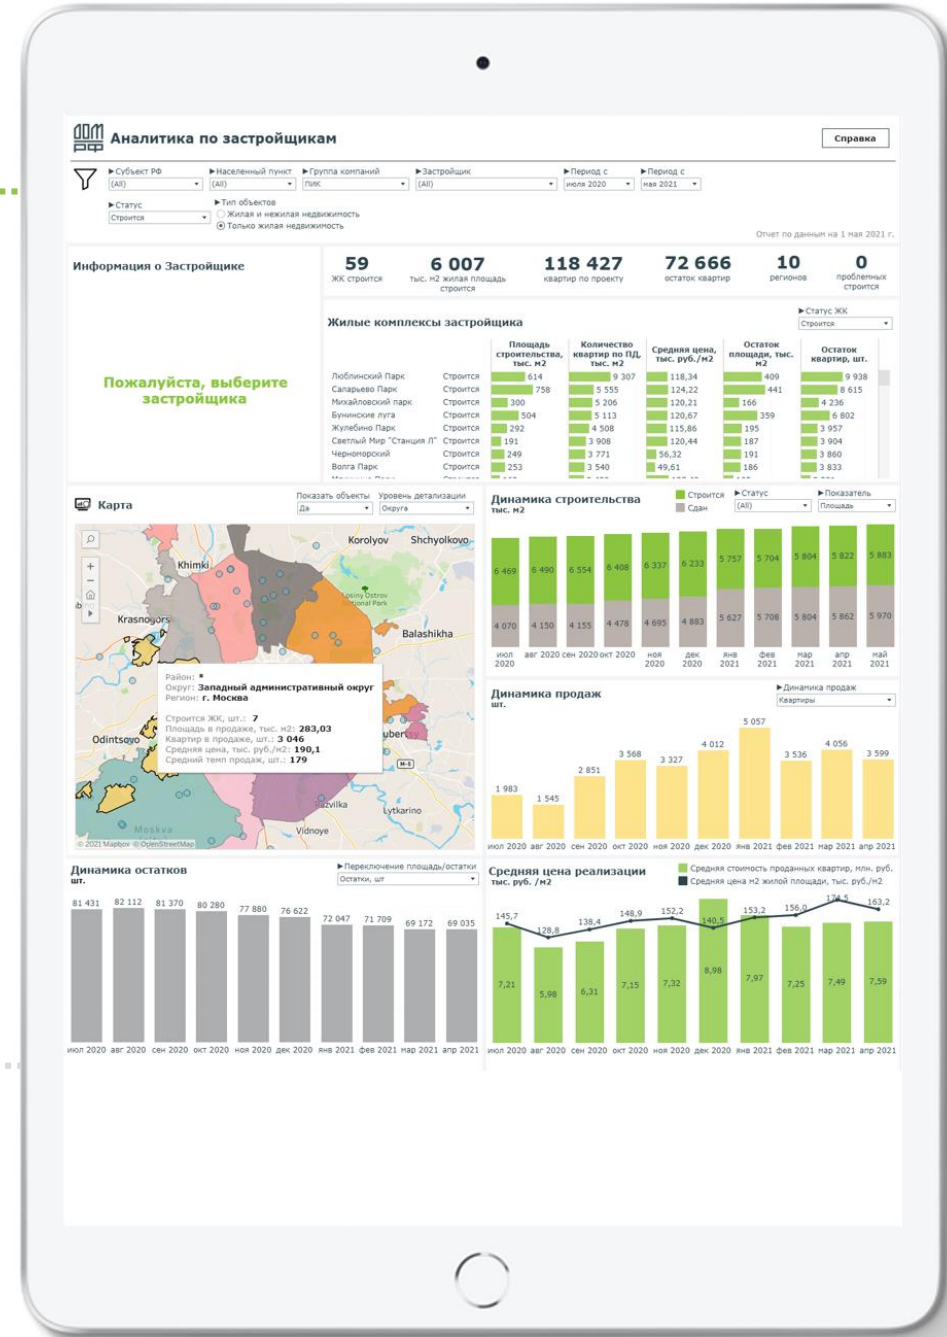 ДОМ РФ
Аналитика по застройщикам
Справка
►Субъект РФ ►Населенный пункт ►Группа компаний ►Застройщик ►Период с ►Период с
(All) (All) ПИК (All) июля 2020 мая 2021
►Статус ►Тип объектов
Строится Жилая и нежилая недвижимость
Только жилая недвижимость
Отчет по данным на 1 мая 2021 г.
Информация о Застройщике
Пожалуйста, выберите
застройщика
59 6 007 118 427 72 666 10 0
ЖК строится тыс. м2 жилая площадь строится квартир по проекту остаток квартир регионов проблемных строится
►Статус ЖК
Жилые комплексы застройщика Строится
Площадь строительства, тыс. м2 Количество квартир по ПД, тыс. м2 Средняя цена, тыс. руб./м2 Остаток площади, тыс. м2 Остаток квартир, шт.
Люблинский Парк Строится 614 9 307 118,34 409 9 938
Саларьево Парк Строится 758 5 555 124,22 441 8 615
Михайловский парк Строится 300 5 206 120,21 166 4 236
Бунинские луга Строится 504 5 113 120,67 359 6 802
Жулебино Парк Строится 292 4 508 115,86 195 3 957
Светлый Мир "Станция Л" Строится 191 3 908 120,44 187 3 904
Черноморский Строится 249 3 771 56,32 191 3 860
Волга Парк Строится 253 3 540 49,61 186 3 833
Карта
Показать объекты Уровень детализации
Да Округа
Korolyov Shchyolkovo
Khimki
Losiny Ostrov
National Park
Krasnogors
Balashikha
Район: *
Округ: Западный административный округ
Регион: г. Москва
Строится ЖК, шт.: 7
Площадь в продаже, тыс. м2: 283,03
Квартир в продаже, шт.: 3 046
Средняя цена, тыс. руб./м2: 190,1
Средний темп продаж, шт.: 179
Odintsovo
ubertsy
M-5
Razvilka
Lytkarino
Moskva
Vidnoye
© 2021 Mapbox © OpenStreetMap
Динамика строительства
тыс. м2
Строится
Сдан
►Статус ►Показатель
(All) Площадь
6 469 6 490 6 554 6 408 6 337 6 233 5 757 5 704 5 804 5 822 5 883
4 070 4 150 4 155 4 478 4 695 4 883 5 627 5 708 5 804 5 862 5 970
июл 2020 авг 2020 сен 2020 окт 2020 ноя 2020 дек 2020 янв 2021 фев 2021 мар 2021 апр 2021 май 2021
Динамика продаж
шт.
►Динамика продаж
Квартиры
1 983 1 545 2 851 3 568 3 327 4 012 5 057 3 536 4 056 3 599
июл 2020 авг 2020 сен 2020 окт 2020 ноя 2020 дек 2020 янв 2021 фев 2021 мар 2021 апр 2021
Динамика остатков
шт.
►Переключение площадь/остатки
Остатки, шт
81 431 82 112 81 370 80 280 77 880 76 622 72 047 71 709 69 172 69 035
июл 2020 авг 2020 сен 2020 окт 2020 ноя 2020 дек 2020 янв 2021 фев 2021 мар 2021 апр 2021
Средняя цена реализации
тыс. руб. /м2
Средняя стоимость проданных квартир, млн. руб.
Средняя цена м2 жилой площади, тыс. руб./м2
145,7 128,8 138,4 148,9 152,2 140,5 153,2 156,0 174,5 163,2
7,21 5,98 6,31 7,15 7,32 8,98 7,97 7,25 7,49 7,59
июл 2020 авг 2020 сен 2020 окт 2020 ноя 2020 дек 2020 янв 2021 фев 2021 мар 2021 апр 2021